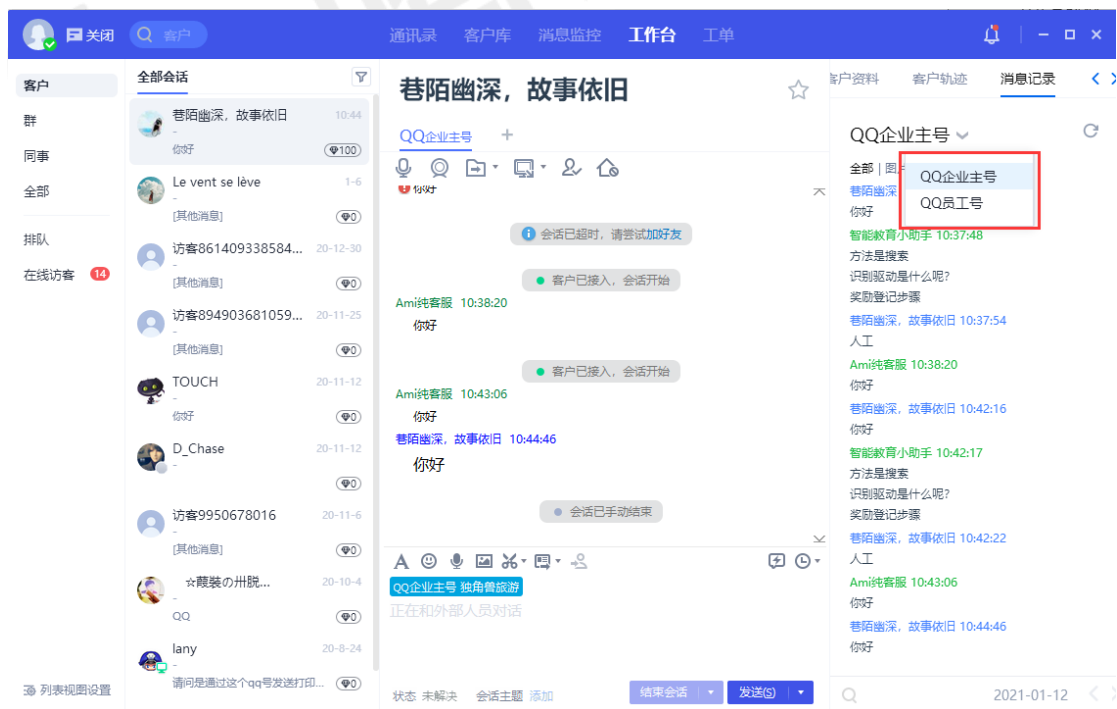 关闭
客户
通讯录
客户库
消息监控
工作台
工单
客户
群
同事
全部
排队
在线访客 14
列表视图设置
全部会话
巷陌幽深，故事依旧 10:44
-
你好 100
Le vent se lève 1-6
-
[其他消息] 0
访客861409338584... 20-12-30
-
[其他消息] 0
访客894903681059... 20-11-25
-
[其他消息] 0
TOUCH 20-11-12
-
你好 0
D_Chase 20-11-12
-
0
访客9950678016 20-11-6
-
[其他消息] 0
☆蕿裝の卅脱... 20-10-4
-
QQ 0
lany 20-8-24
-
请问是通过这个qq号发送打印... 0
巷陌幽深，故事依旧
QQ企业主号 +
你好
会话已超时，请尝试加好友
客户已接入，会话开始
Ami纯客服 10:38:20
你好
客户已接入，会话开始
Ami纯客服 10:43:06
你好
巷陌幽深，故事依旧 10:44:46
你好
会话已手动结束
QQ企业主号 独角兽旅游
正在和外部人员对话
状态 未解决 会话主题 添加
结束会话
发送(S)
客户资料
客户轨迹
消息记录
QQ企业主号
全部 | 图
QQ企业主号
QQ员工号
巷陌幽深
你好
智能教育小助手 10:37:48
方法是搜索
识别驱动是什么呢?
奖励登记步骤
巷陌幽深，故事依旧 10:37:54
人工
Ami纯客服 10:38:20
你好
巷陌幽深，故事依旧 10:42:16
你好
智能教育小助手 10:42:17
方法是搜索
识别驱动是什么呢?
奖励登记步骤
巷陌幽深，故事依旧 10:42:22
人工
Ami纯客服 10:43:06
你好
巷陌幽深，故事依旧 10:44:46
你好
2021-01-12